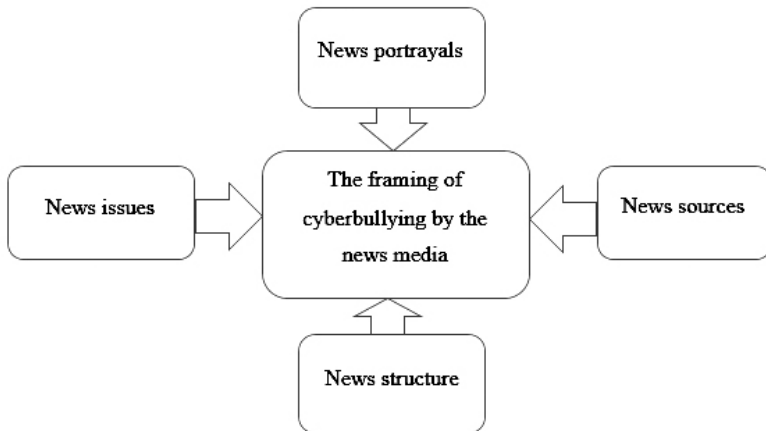 News portrayals
News issues
The framing of
cyberbullying by the
news media
News sources
News structure